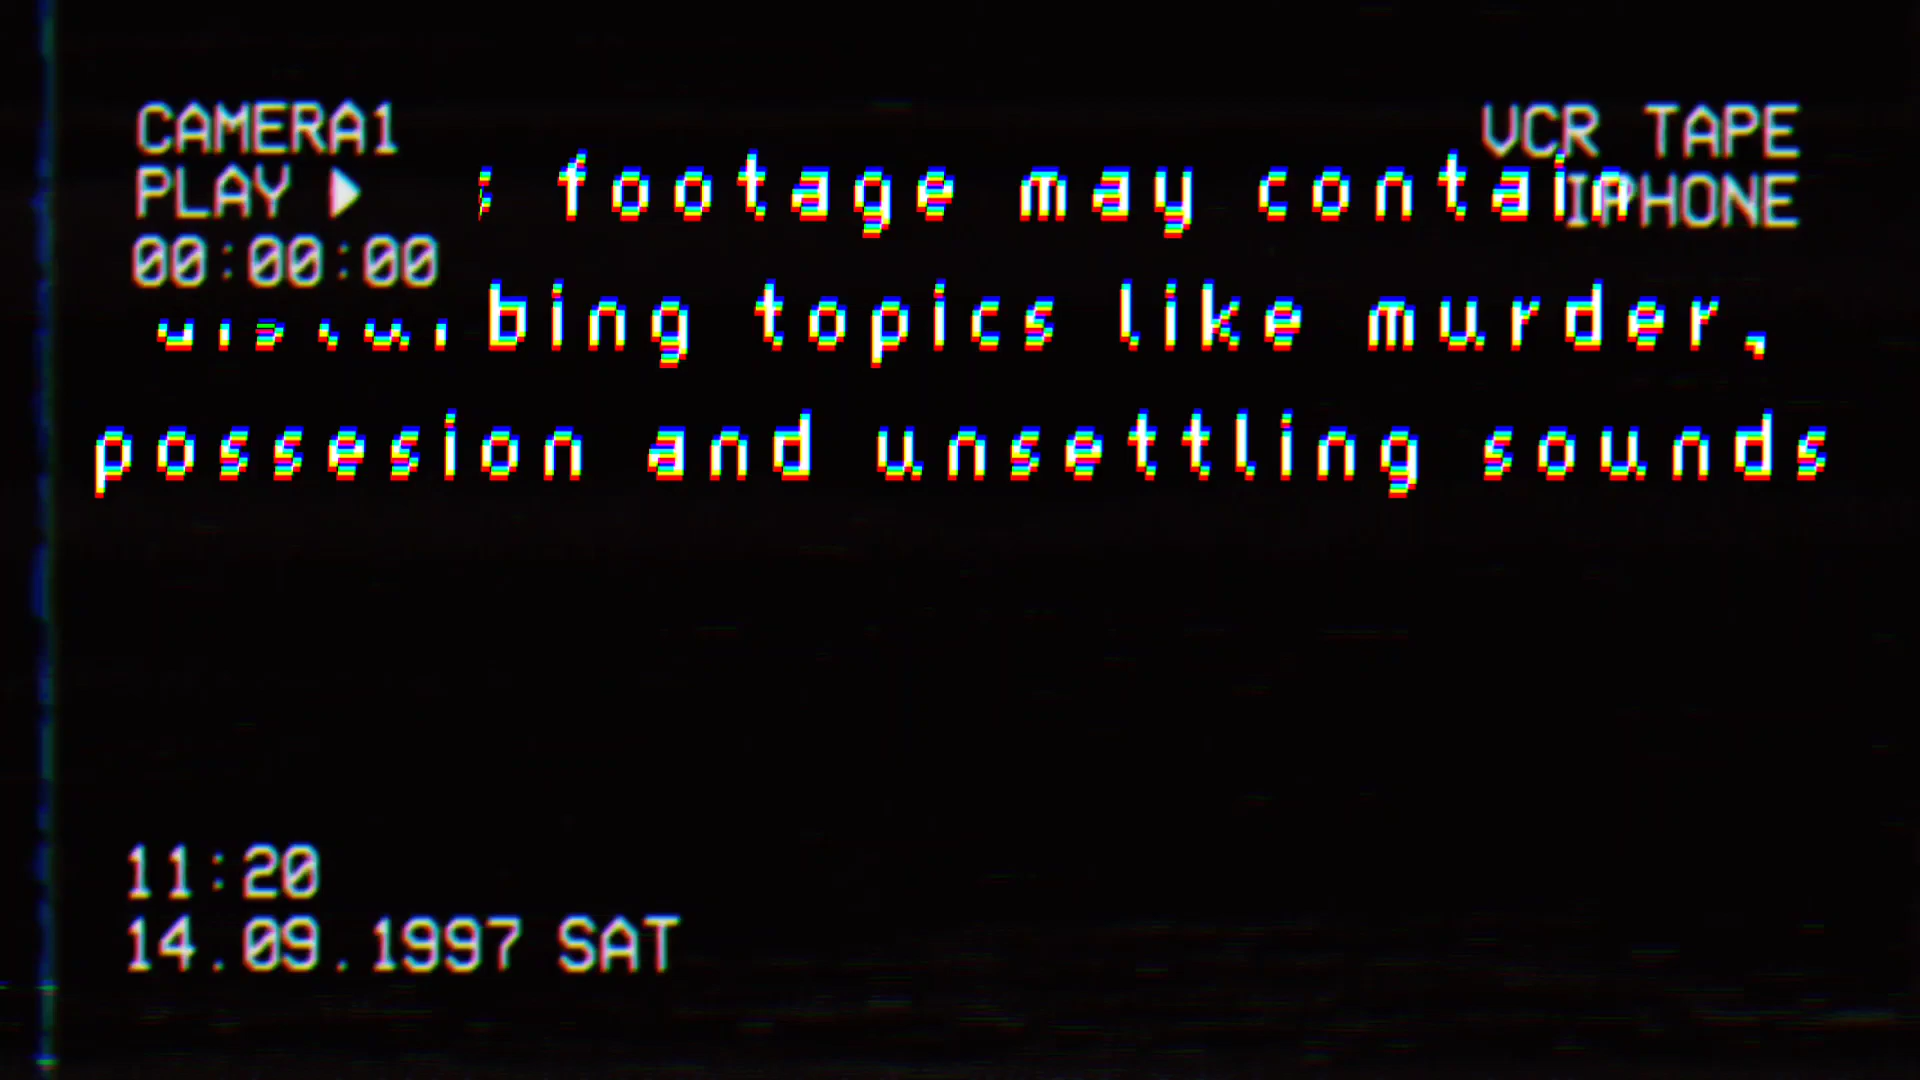 CAMERA1
VCR TAPE
PLAY
footage may contain
IPHONE
00:00:00
bing topics like murder,
possesion and unsettling sounds
11:20
14.09.1997 SAT